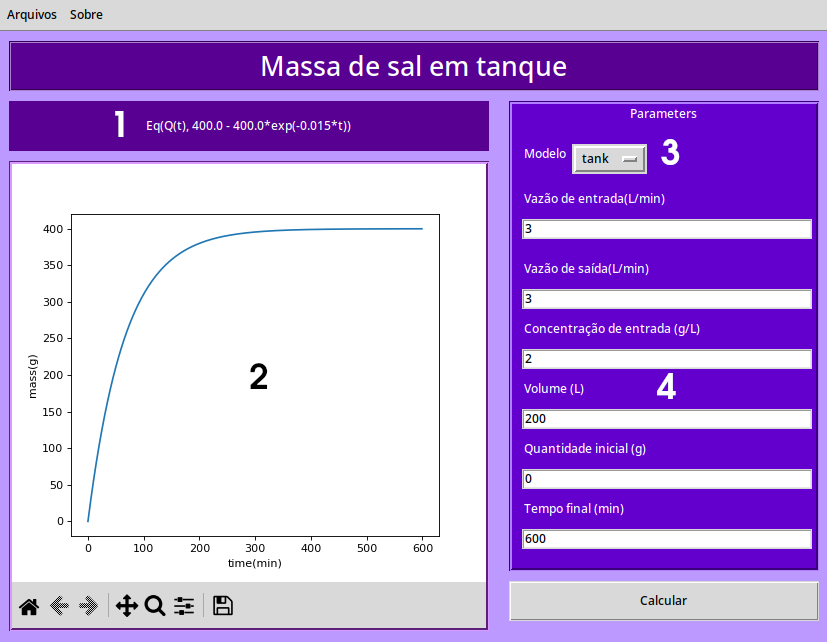 Arquivos Sobre
Massa de sal em tanque
1 Eq(Q(t), 400.0 - 400.0*exp(-0.015*t))
400
350
300
250
200
150
100
50
0
mass(g)
2
0 100 200 300 400 500 600
time(min)
Parameters
Modelo tank 3
Vazão de entrada(L/min)
3
Vazão de saída(L/min)
3
Concentração de entrada (g/L)
2
Volume (L) 4
200
Quantidade inicial (g)
0
Tempo final (min)
600
Calcular